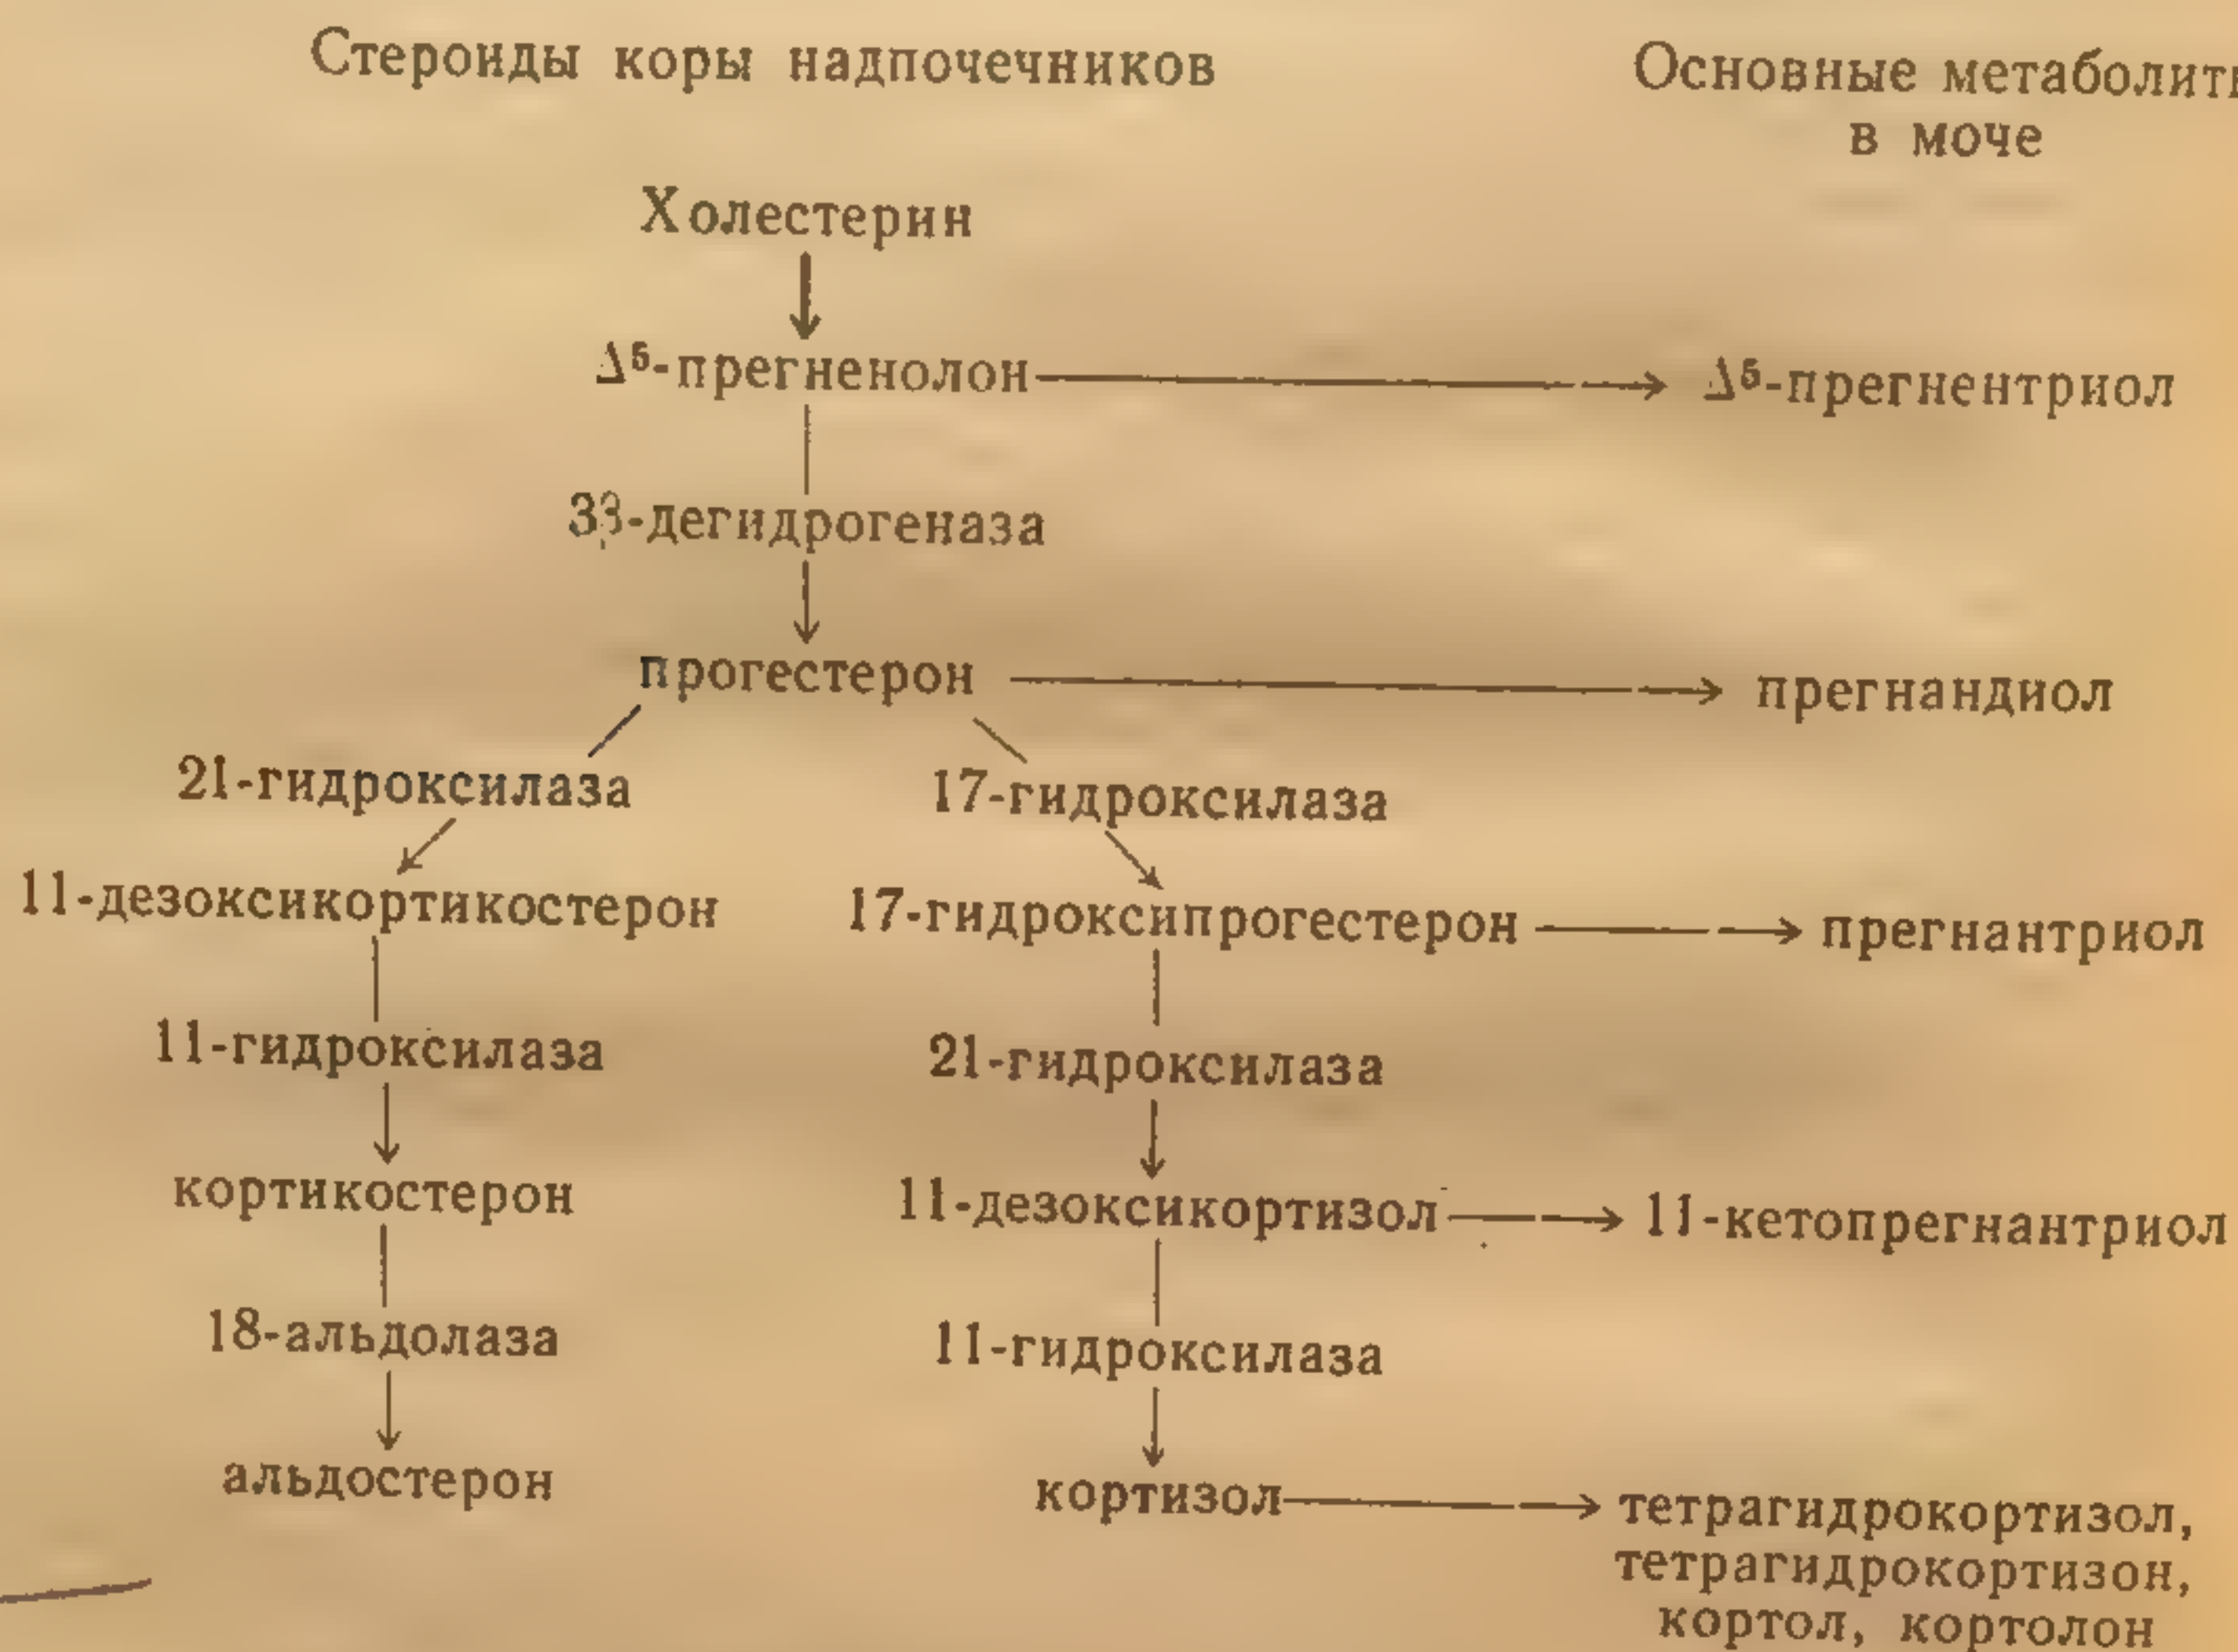 Стероиды коры надпочечников
Основные метаболиты
в моче
Холестерин
Δ⁵-прегненолон
Δ⁵-прегнентриол
3β-дегидрогеназа
прогестерон
прегнандиол
21-гидроксилаза
17-гидроксилаза
11-дезоксикортикостерон
17-гидроксипрогестерон
прегнантриол
11-гидроксилаза
21-гидроксилаза
кортикостерон
11-дезоксикортизол
11-кетопрегнантриол
18-альдолаза
11-гидроксилаза
альдостерон
кортизол
тетрагидрокортизол,
тетрагидрокортизон,
кортол, кортолон